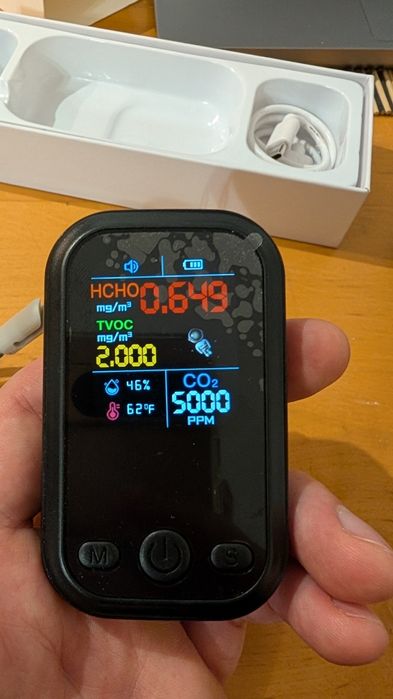 HCHO 0.649
mg/m³
TVOC
mg/m³
2.000
46%
CO₂
62°F
5000
PPM
M
S